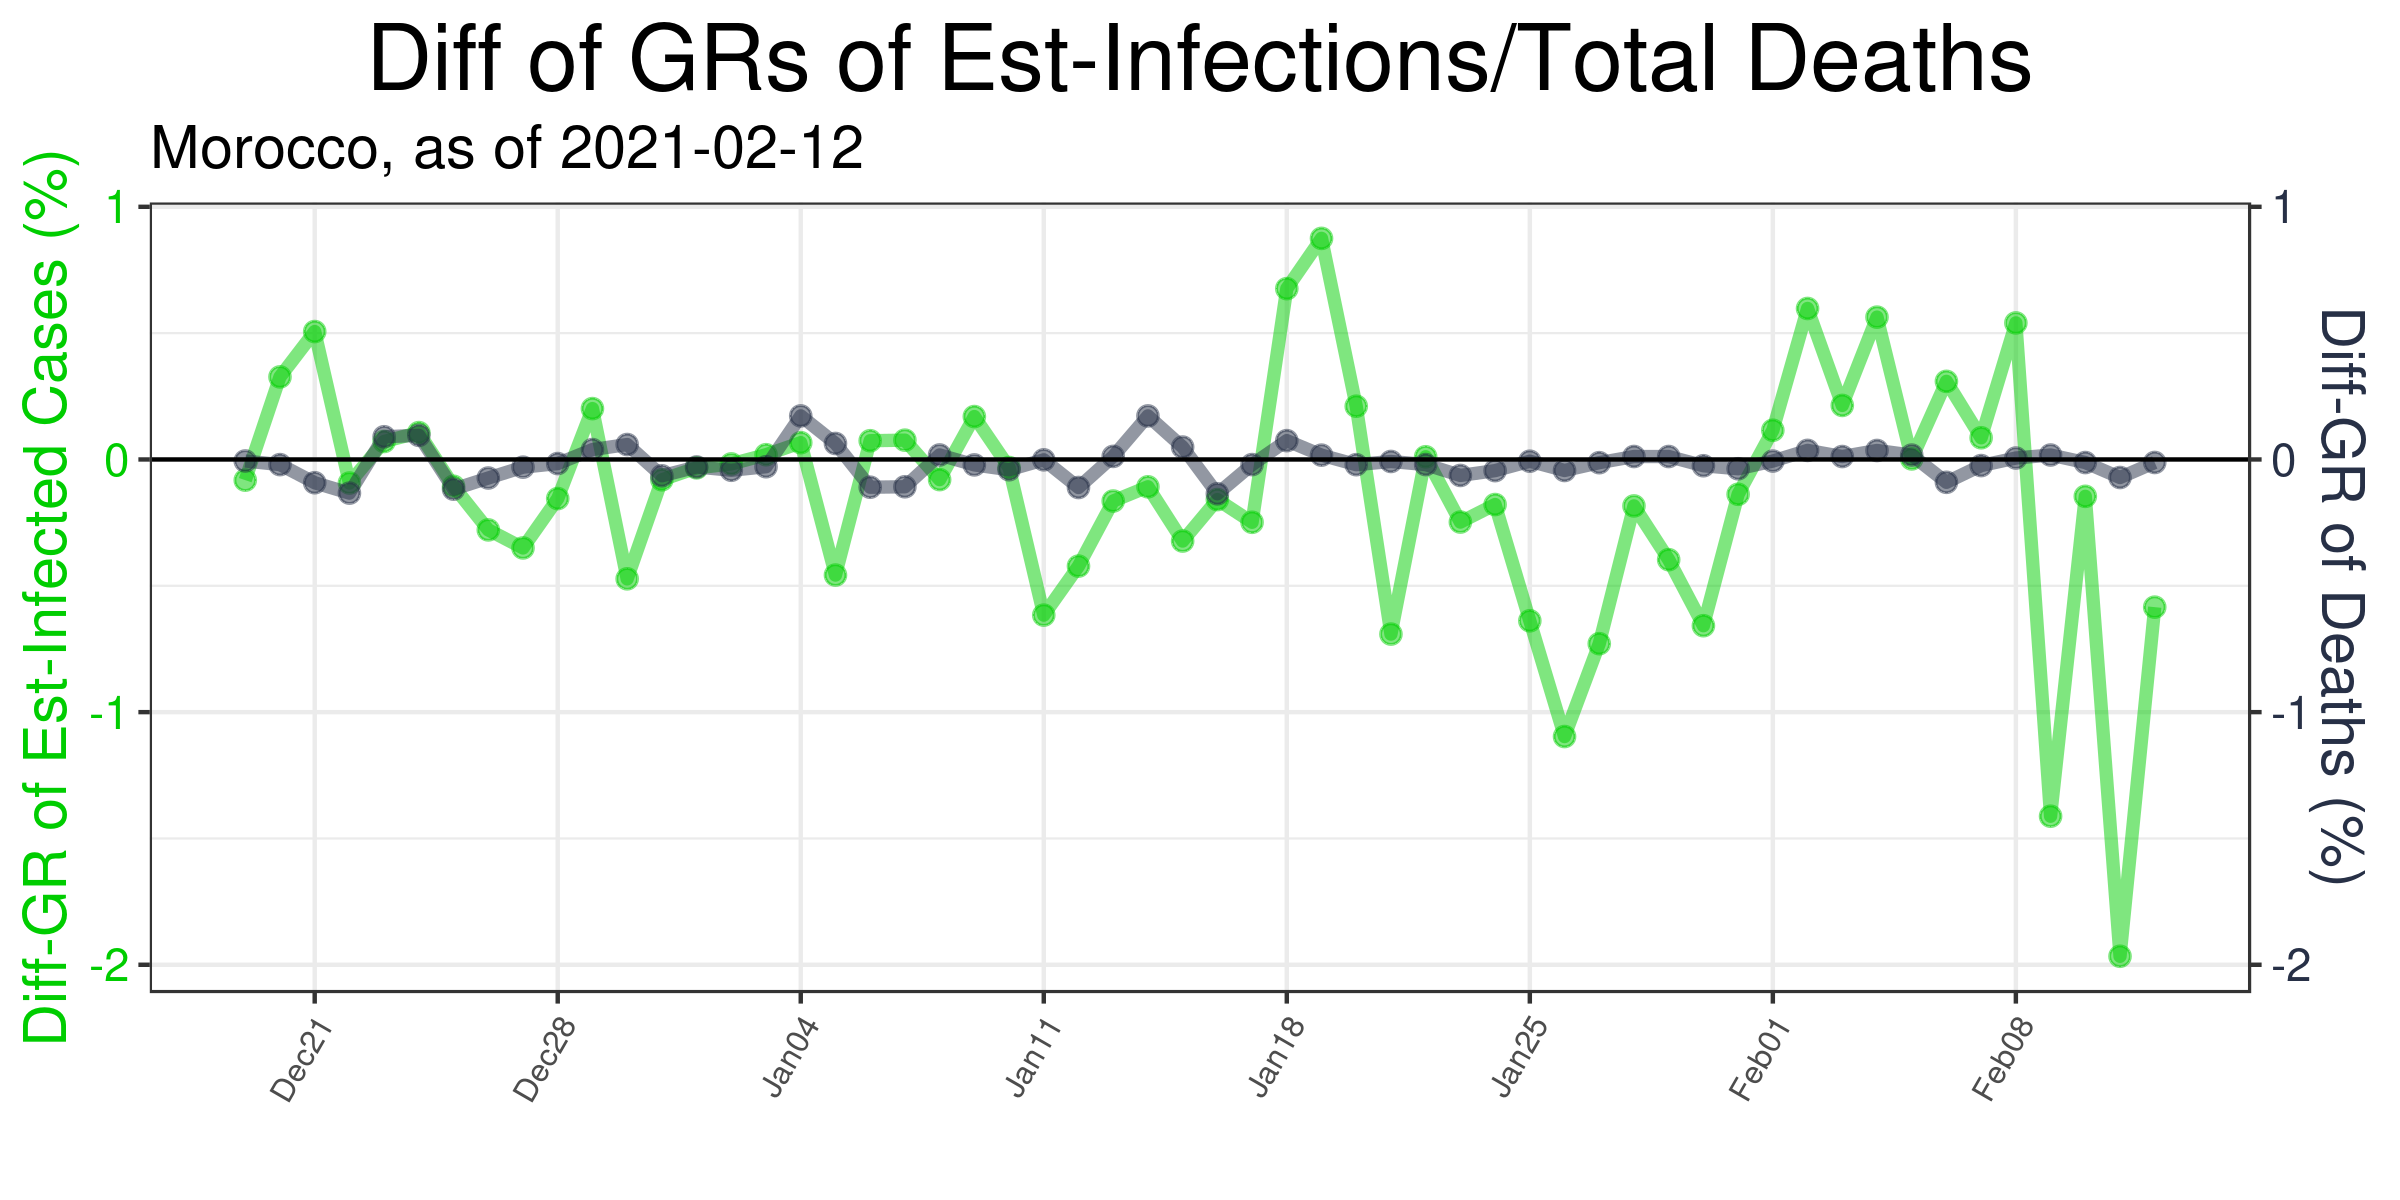 Diff of GRs of Est-Infections/Total Deaths
Morocco, as of 2021-02-12
Diff-GR of Est-Infected Cases (%)
1
0
-1
-2
1
0
-1
-2
Diff-GR of Deaths (%)
Dec21
Dec28
Jan04
Jan11
Jan18
Jan25
Feb01
Feb08